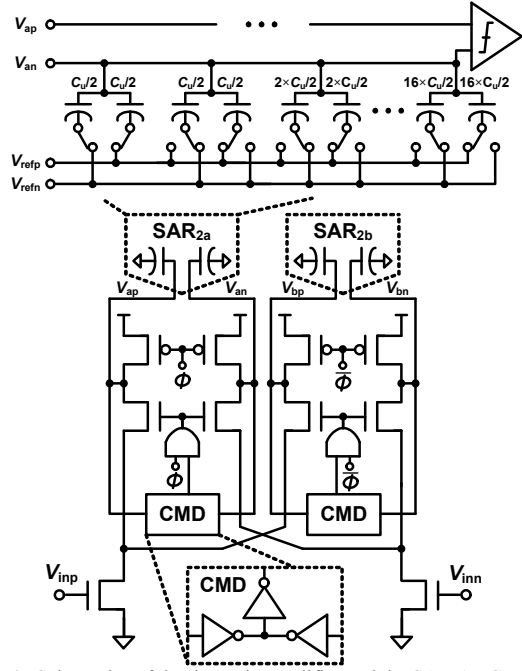 V_ap
V_an
C_u/2 C_u/2 C_u/2 C_u/2 2×C_u/2 2×C_u/2 16×C_u/2 16×C_u/2
V_refp
V_refn
SAR_2a SAR_2b
V_ap V_an V_bp V_bn
ϕ ϕ̅
ϕ ϕ̅
CMD CMD
V_inp CMD V_inn